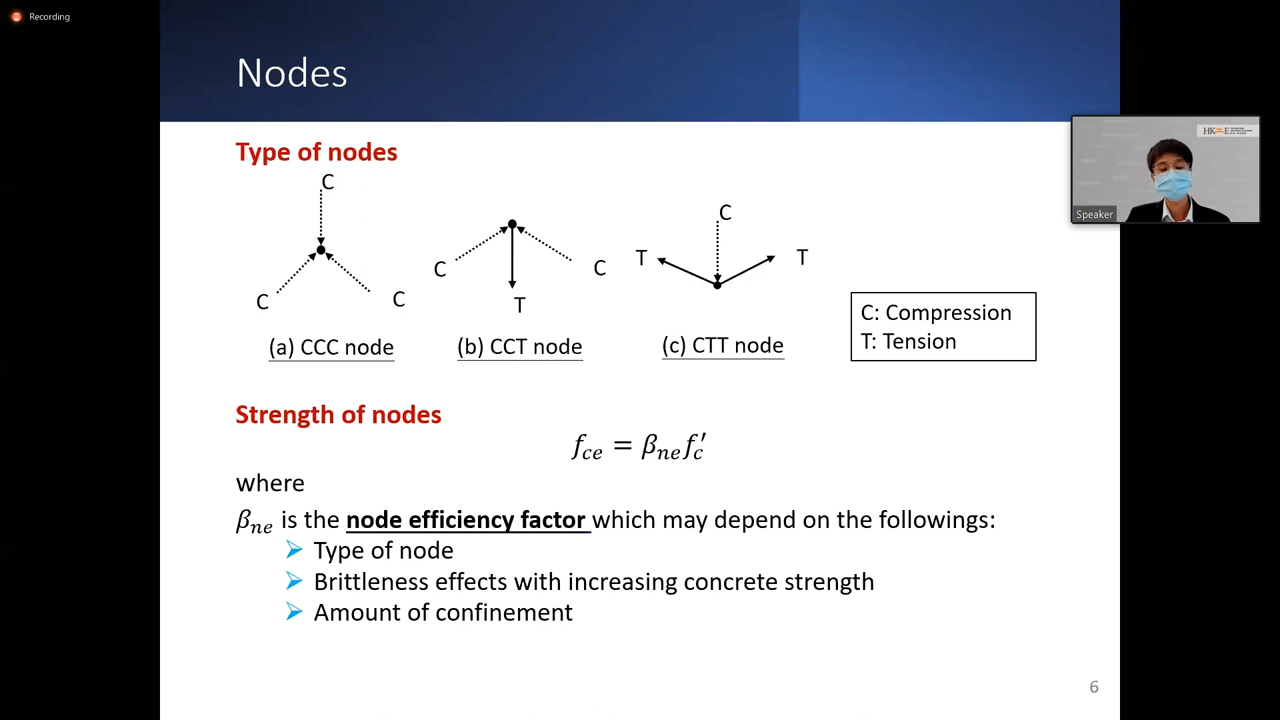 Recording
Nodes
HK E
Speaker
Type of nodes
C
C
C
(a) CCC node
C
C
T
(b) CCT node
C
T
T
(c) CTT node
C: Compression
T: Tension
Strength of nodes
f_ce = β_ne f_c′
where
β_ne is the node efficiency factor which may depend on the followings:
Type of node
Brittleness effects with increasing concrete strength
Amount of confinement
6